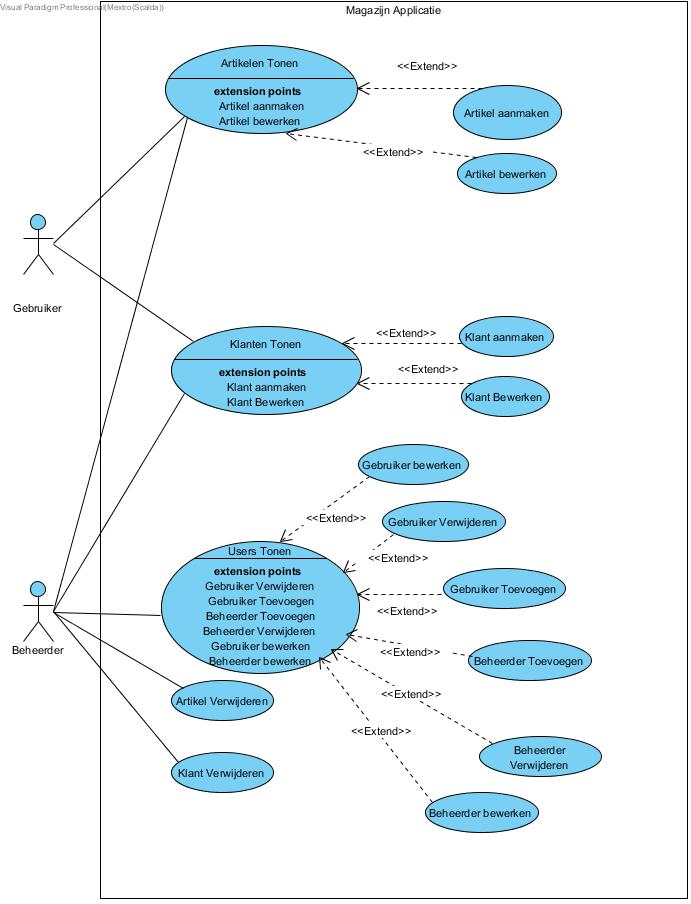 Visual Paradigm Professional(Mextro(Scalda))
Magazijn Applicatie
Artikelen Tonen
extension points
Artikel aanmaken
Artikel bewerken
<<Extend>>
Artikel aanmaken
<<Extend>>
Artikel bewerken
Gebruiker
Klanten Tonen
extension points
Klant aanmaken
Klant Bewerken
<<Extend>>
Klant aanmaken
<<Extend>>
Klant Bewerken
Gebruiker bewerken
<<Extend>>
Gebruiker Verwijderen
<<Extend>>
Users Tonen
extension points
Gebruiker Verwijderen
Gebruiker Toevoegen
Beheerder Toevoegen
Beheerder Verwijderen
Gebruiker bewerken
Beheerder bewerken
Gebruiker Toevoegen
<<Extend>>
Beheerder
<<Extend>>
Beheerder Toevoegen
<<Extend>>
Artikel Verwijderen
<<Extend>>
Beheerder
Verwijderen
Klant Verwijderen
Beheerder bewerken